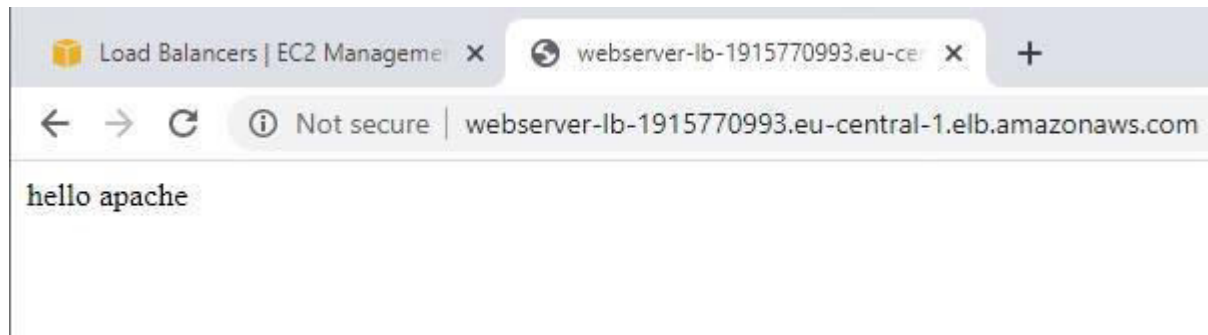 Load Balancers | EC2 Manageme
webserver-lb-1915770993.eu-ce
Not secure | webserver-lb-1915770993.eu-central-1.elb.amazonaws.com
hello apache